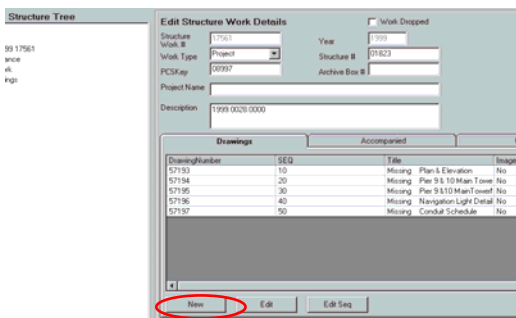 Structure Tree
99 17561
ance
ings
Edit Structure Work Details
Work Dropped
Structure Work #
17561
Year
1999
Work Type
Project
Structure #
01823
PCSKey
08997
Archive Box #
Project Name
Description
1999.0028.0000
Drawings
Accompanied
DrawingNumber SEQ Title Image
57193 10 Missing Plan & Elevation No
57194 20 Missing Pier 9 & 10 Main Towe No
57195 30 Missing Pier 9 &10 MainTowerf No
57196 40 Missing Navigation Light Detail No
57197 50 Missing Conduit Schedule No
New
Edit
Edit Seq